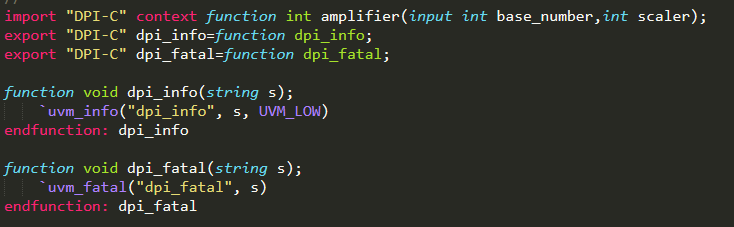 //
import "DPI-C" context function int amplifier(input int base_number,int scaler);
export "DPI-C" dpi_info=function dpi_info;
export "DPI-C" dpi_fatal=function dpi_fatal;
function void dpi_info(string s);
`uvm_info("dpi_info", s, UVM_LOW)
endfunction: dpi_info
function void dpi_fatal(string s);
`uvm_fatal("dpi_fatal", s)
endfunction: dpi_fatal